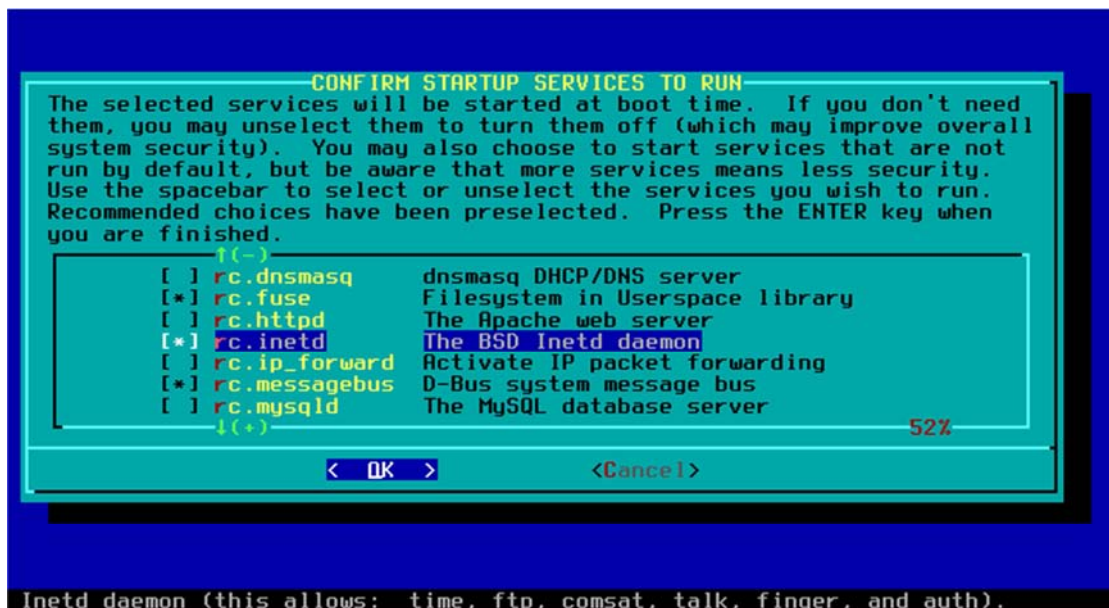 CONFIRM STARTUP SERVICES TO RUN
The selected services will be started at boot time.  If you don't need
them, you may unselect them to turn them off (which may improve overall
system security).  You may also choose to start services that are not
run by default, but be aware that more services means less security.
Use the spacebar to select or unselect the services you wish to run.
Recommended choices have been preselected.  Press the ENTER key when
you are finished.
↑(-)
[ ] rc.dnsmasq     dnsmasq DHCP/DNS server
[*] rc.fuse        Filesystem in Userspace library
[ ] rc.httpd       The Apache web server
[*] rc.inetd       The BSD Inetd daemon
[ ] rc.ip_forward  Activate IP packet forwarding
[*] rc.messagebus  D-Bus system message bus
[ ] rc.mysqld      The MySQL database server
↓(+) 52%
<  OK  > <Cancel>
Inetd daemon (this allows:  time, ftp, comsat, talk, finger, and auth).